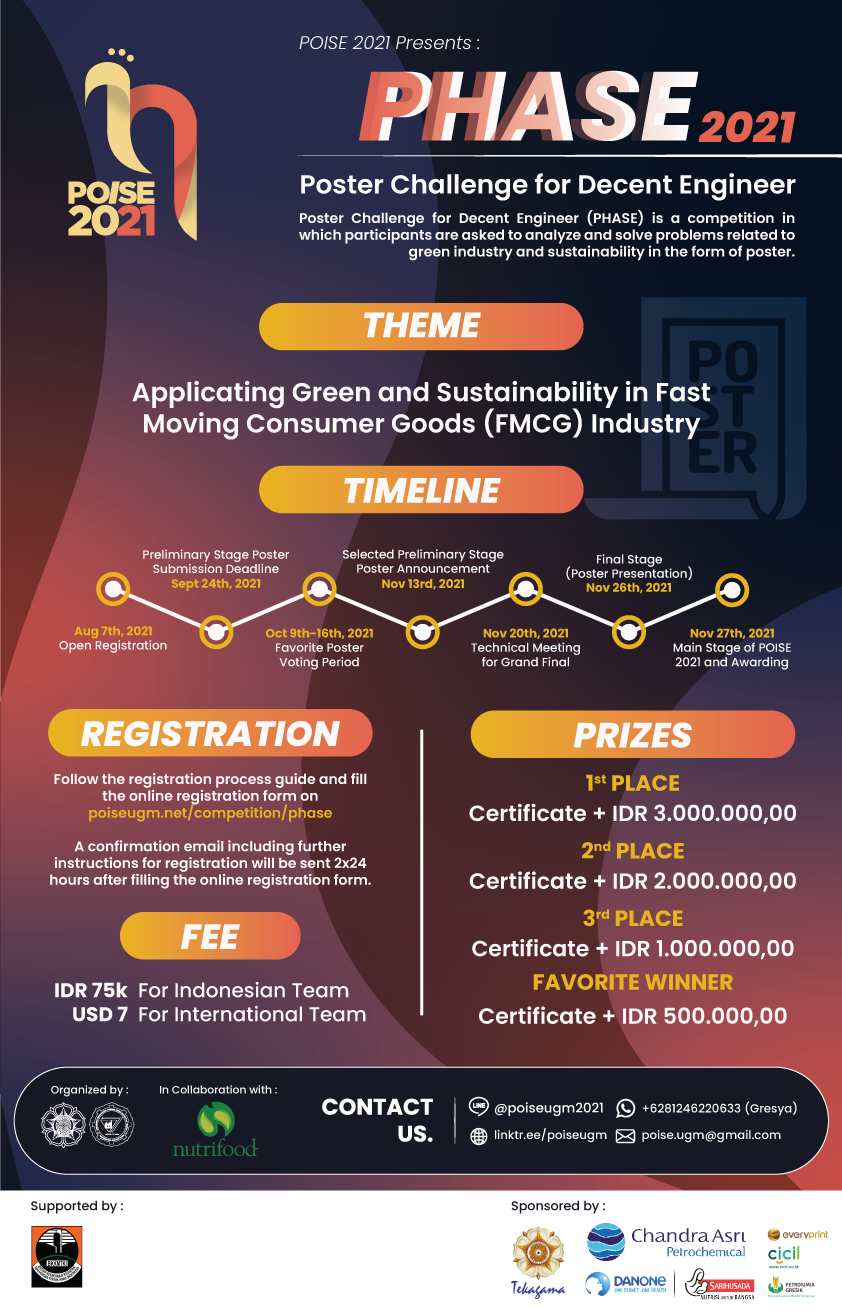 POISE 2021 Presents :
PHASE 2021
POISE
2021
Poster Challenge for Decent Engineer
Poster Challenge for Decent Engineer (PHASE) is a competition in
which participants are asked to analyze and solve problems related to
green industry and sustainability in the form of poster.
THEME
PO
ST
ER
Applicating Green and Sustainability in Fast
Moving Consumer Goods (FMCG) Industry
TIMELINE
Aug 7th, 2021
Open Registration
Preliminary Stage Poster
Submission Deadline
Sept 24th, 2021
Oct 9th-16th, 2021
Favorite Poster
Voting Period
Selected Preliminary Stage
Poster Announcement
Nov 13rd, 2021
Nov 20th, 2021
Technical Meeting
for Grand Final
Final Stage
(Poster Presentation)
Nov 26th, 2021
Nov 27th, 2021
Main Stage of POISE
2021 and Awarding
REGISTRATION
Follow the registration process guide and fill
the online registration form on
poiseugm.net/competition/phase
A confirmation email including further
instructions for registration will be sent 2x24
hours after filling the online registration form.
FEE
IDR 75k For Indonesian Team
USD 7 For International Team
PRIZES
1st PLACE
Certificate + IDR 3.000.000,00
2nd PLACE
Certificate + IDR 2.000.000,00
3rd PLACE
Certificate + IDR 1.000.000,00
FAVORITE WINNER
Certificate + IDR 500.000,00
Organized by :
In Collaboration with :
nutrifood
CONTACT
US.
LINE
@poiseugm2021
+6281246220633 (Gresya)
linktr.ee/poiseugm
poise.ugm@gmail.com
Supported by :
Sponsored by :
Tekagama
Chandra Asri
Petrochemical
everyprint
cicil
www.cicil.co.id
DANONE
ONE PLANET. ONE HEALTH
SARIHUSADA
NUTRISI UNTUK BANGSA
PETROKIMIA
GRESIK